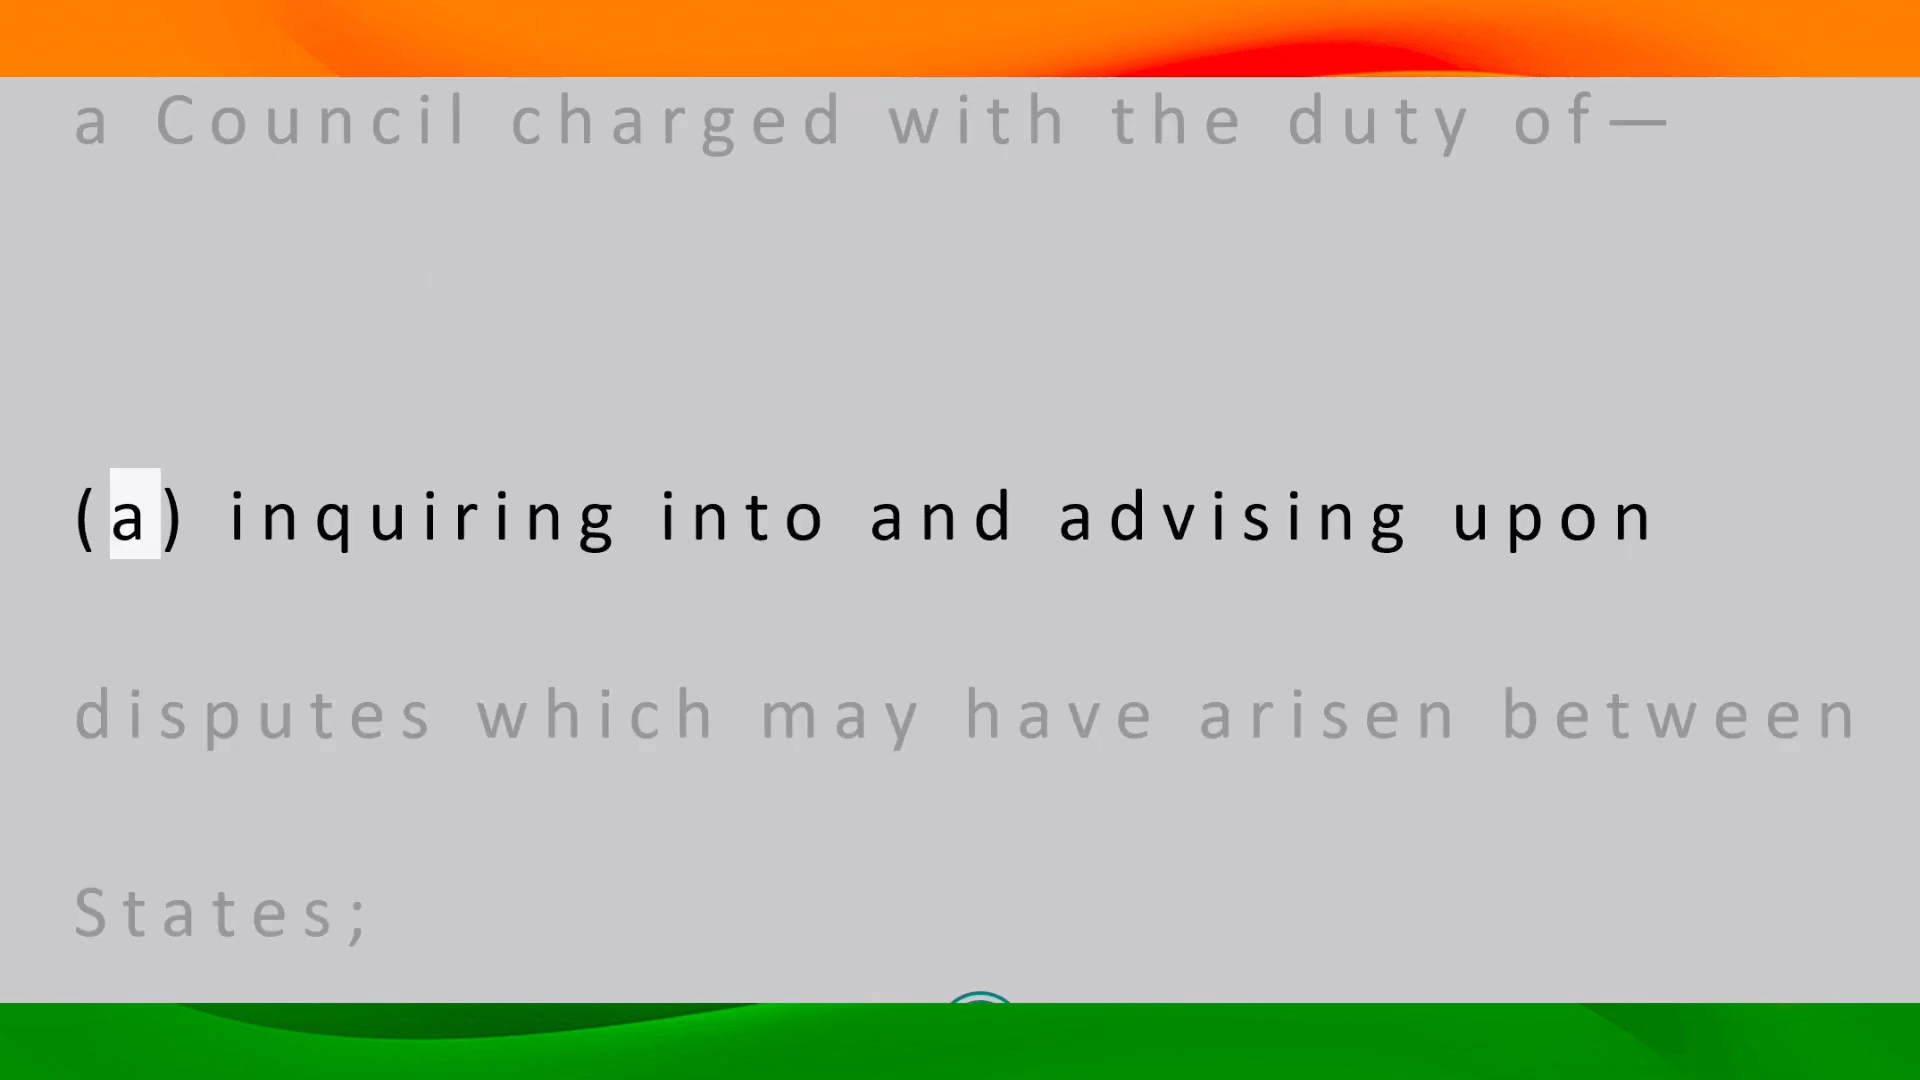 a Council charged with the duty of—
(a) inquiring into and advising upon
disputes which may have arisen between
States;